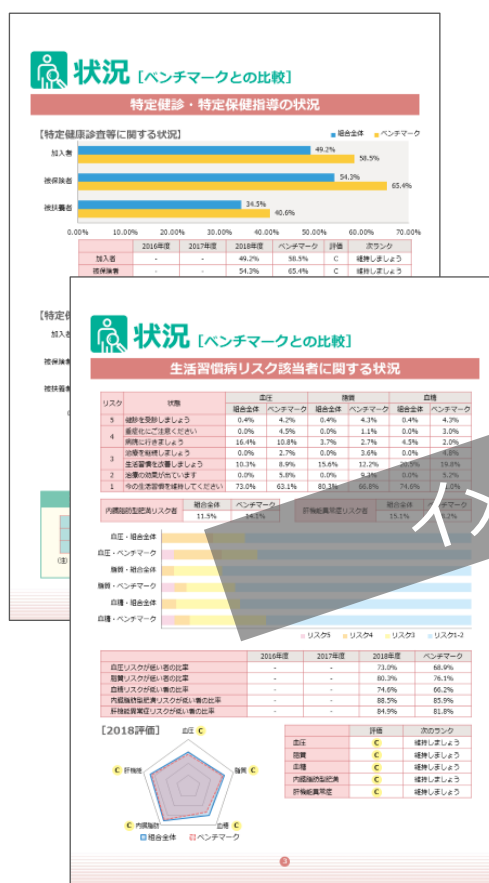 状況 [ベンチマークとの比較]
特定健診・特定保健指導の状況
【特定健康診査等に関する状況】
組合全体 ベンチマーク
加入者 49.2% 58.5%
被保険者 54.3% 65.4%
被扶養者 34.5% 40.6%
0.00% 10.00% 20.00% 30.00% 40.00% 50.00% 60.00% 70.00%
2016年度 2017年度 2018年度 ベンチマーク 評価 次ランク
加入者 - - 49.2% 58.5% C 維持しましょう
被保険者 - - 54.3% 65.4% C 維持しましょう
状況 [ベンチマークとの比較]
生活習慣病リスク該当者に関する状況
リスク 状態 血圧 脂質 血糖
組合全体 ベンチマーク 組合全体 ベンチマーク 組合全体 ベンチマーク
5 健診を受診しましょう 0.4% 4.2% 0.4% 4.3% 0.4% 4.3%
4 重症化にご注意ください 0.0% 4.5% 0.0% 1.1% 0.0% 3.0%
病院に行きましょう 16.4% 10.8% 3.7% 2.7% 4.5% 2.0%
3 治療を継続しましょう 0.0% 2.7% 0.0% 3.6% 0.0% 4.8%
生活習慣を改善しましょう 10.3% 8.9% 15.6% 12.2% 20.5% 19.8%
2 治療の効果が出ています 0.0% 5.8% 0.0% 9.3% 0.0% 5.2%
1 今の生活習慣を維持してください 73.0% 63.1% 80.3% 66.8% 74.6%
内臓脂肪型肥満リスク者 組合全体 ベンチマーク
11.5% 14.1%
肝機能異常症リスク者 組合全体
15.1%
イ
血圧・組合全体
血圧・ベンチマーク
脂質・組合全体
脂質・ベンチマーク
血糖・組合全体
血糖・ベンチマーク
リスク5 リスク4 リスク3 リスク1-2
2016年度 2017年度 2018年度 ベンチマーク
血圧リスクが低い者の比率 - - 73.0% 68.9%
脂質リスクが低い者の比率 - - 80.3% 76.1%
血糖リスクが低い者の比率 - - 74.6% 66.2%
内臓脂肪型肥満リスクが低い者の比率 - - 88.5% 85.9%
肝機能異常症リスクが低い者の比率 - - 84.9% 81.8%
[2018評価]
血圧 C
C 肝機能 脂質 C
C 内臓脂肪 血糖 C
組合全体 ベンチマーク
評価 次のランク
血圧 C 維持しましょう
脂質 C 維持しましょう
血糖 C 維持しましょう
内臓脂肪型肥満 C 維持しましょう
肝機能異常症 C 維持しましょう
3